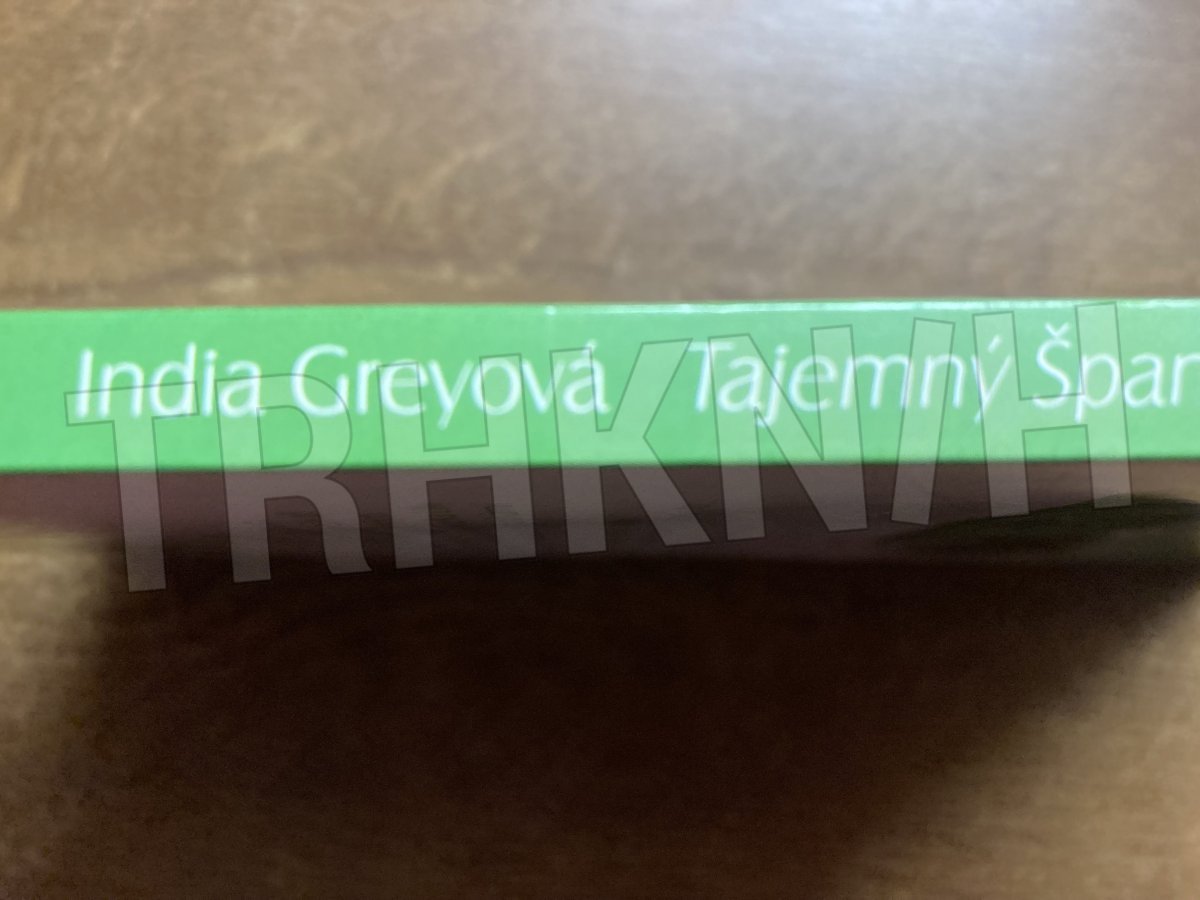 India Greyová Tajemný Špan
TRHKNIH